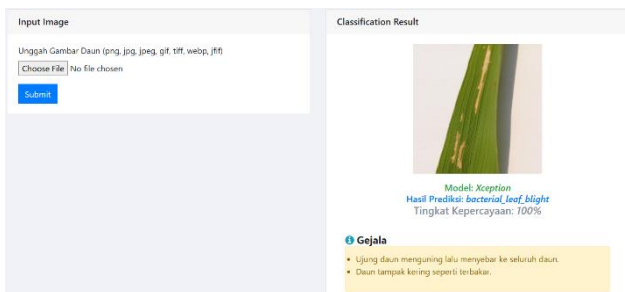 Input Image
Unggah Gambar Daun (png, jpg, jpeg, gif, tiff, webp, jfif)
Choose File No file chosen
Submit
Classification Result
Model: Xception
Hasil Prediksi: bacterial_leaf_blight
Tingkat Kepercayaan: 100%
Gejala
• Ujung daun menguning lalu menyebar ke seluruh daun.
• Daun tampak kering seperti terbakar.